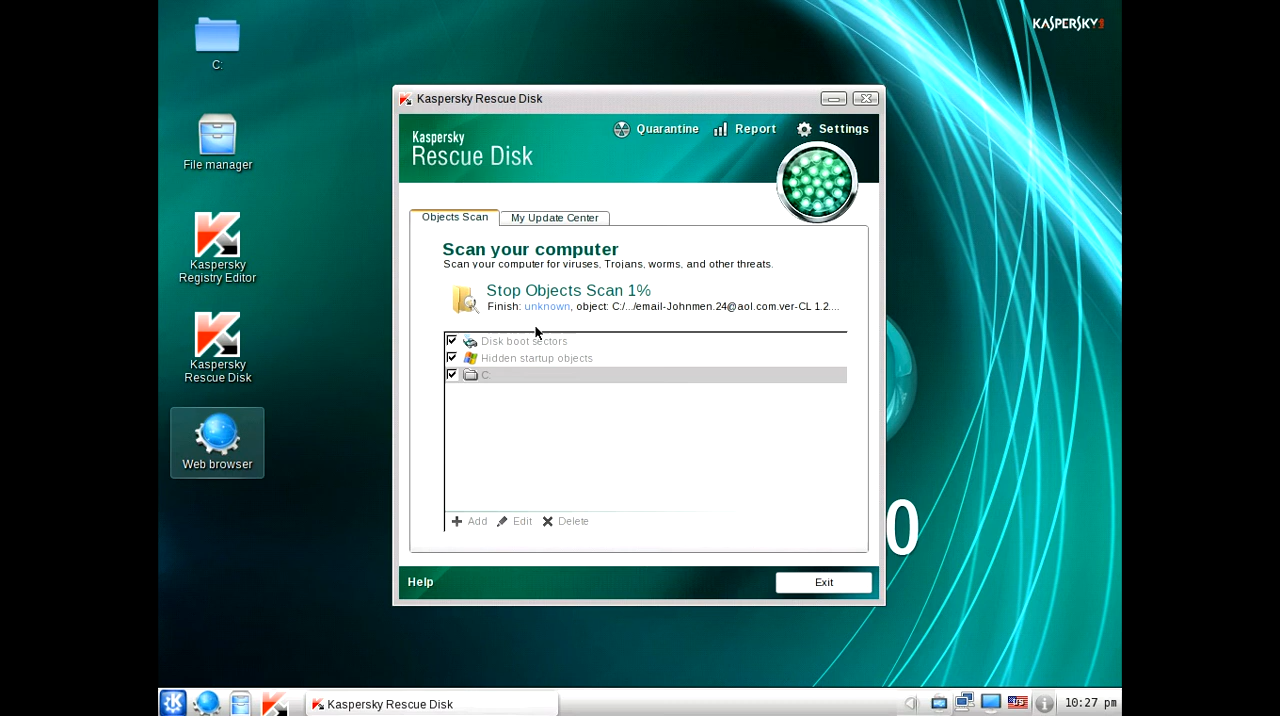 C:
File manager
Kaspersky
Registry Editor
Kaspersky
Rescue Disk
Web browser
KASPERSKY
Kaspersky Rescue Disk
Quarantine
Report
Settings
Kaspersky
Rescue Disk
Objects Scan
My Update Center
Scan your computer
Scan your computer for viruses, Trojans, worms, and other threats.
Stop Objects Scan 1%
Finish: unknown, object: C:/.../email-Johnmen.24@aol.com.ver-CL 1.2....
Disk boot sectors
Hidden startup objects
C:
Add
Edit
Delete
0
Help
Exit
Kaspersky Rescue Disk
US
10:27 pm